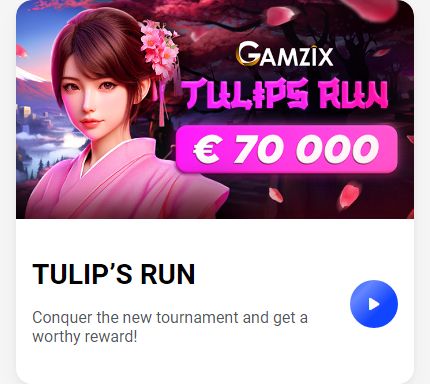 GAMZIX
TULIPS RUN
€ 70 000
TULIP’S RUN
Conquer the new tournament and get a
worthy reward!